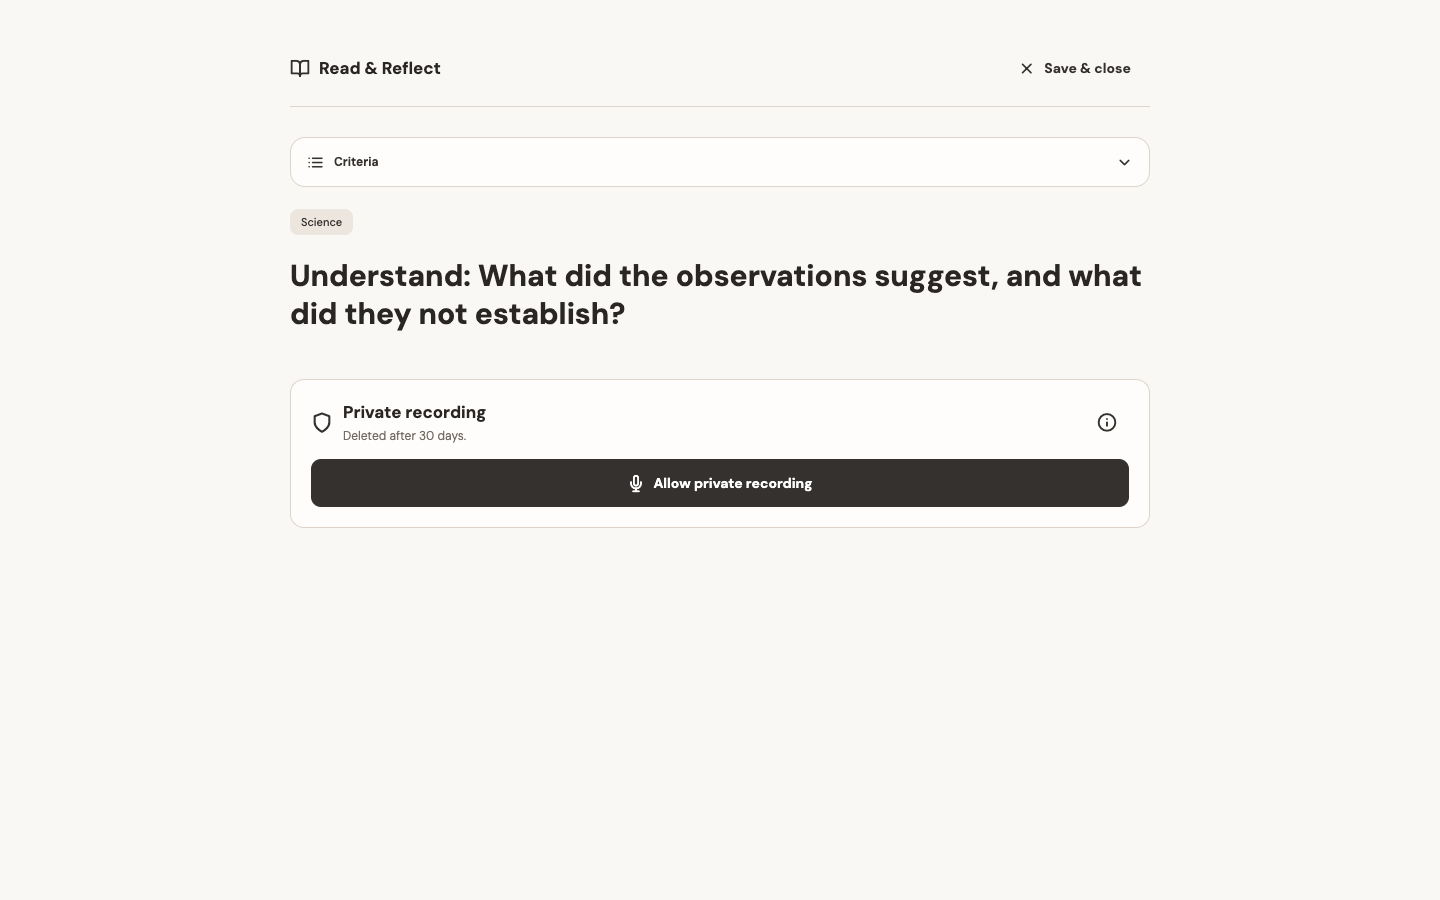 Read & Reflect
Save & close
Criteria
Science
Understand: What did the observations suggest, and what
did they not establish?
Private recording
Deleted after 30 days.
Allow private recording